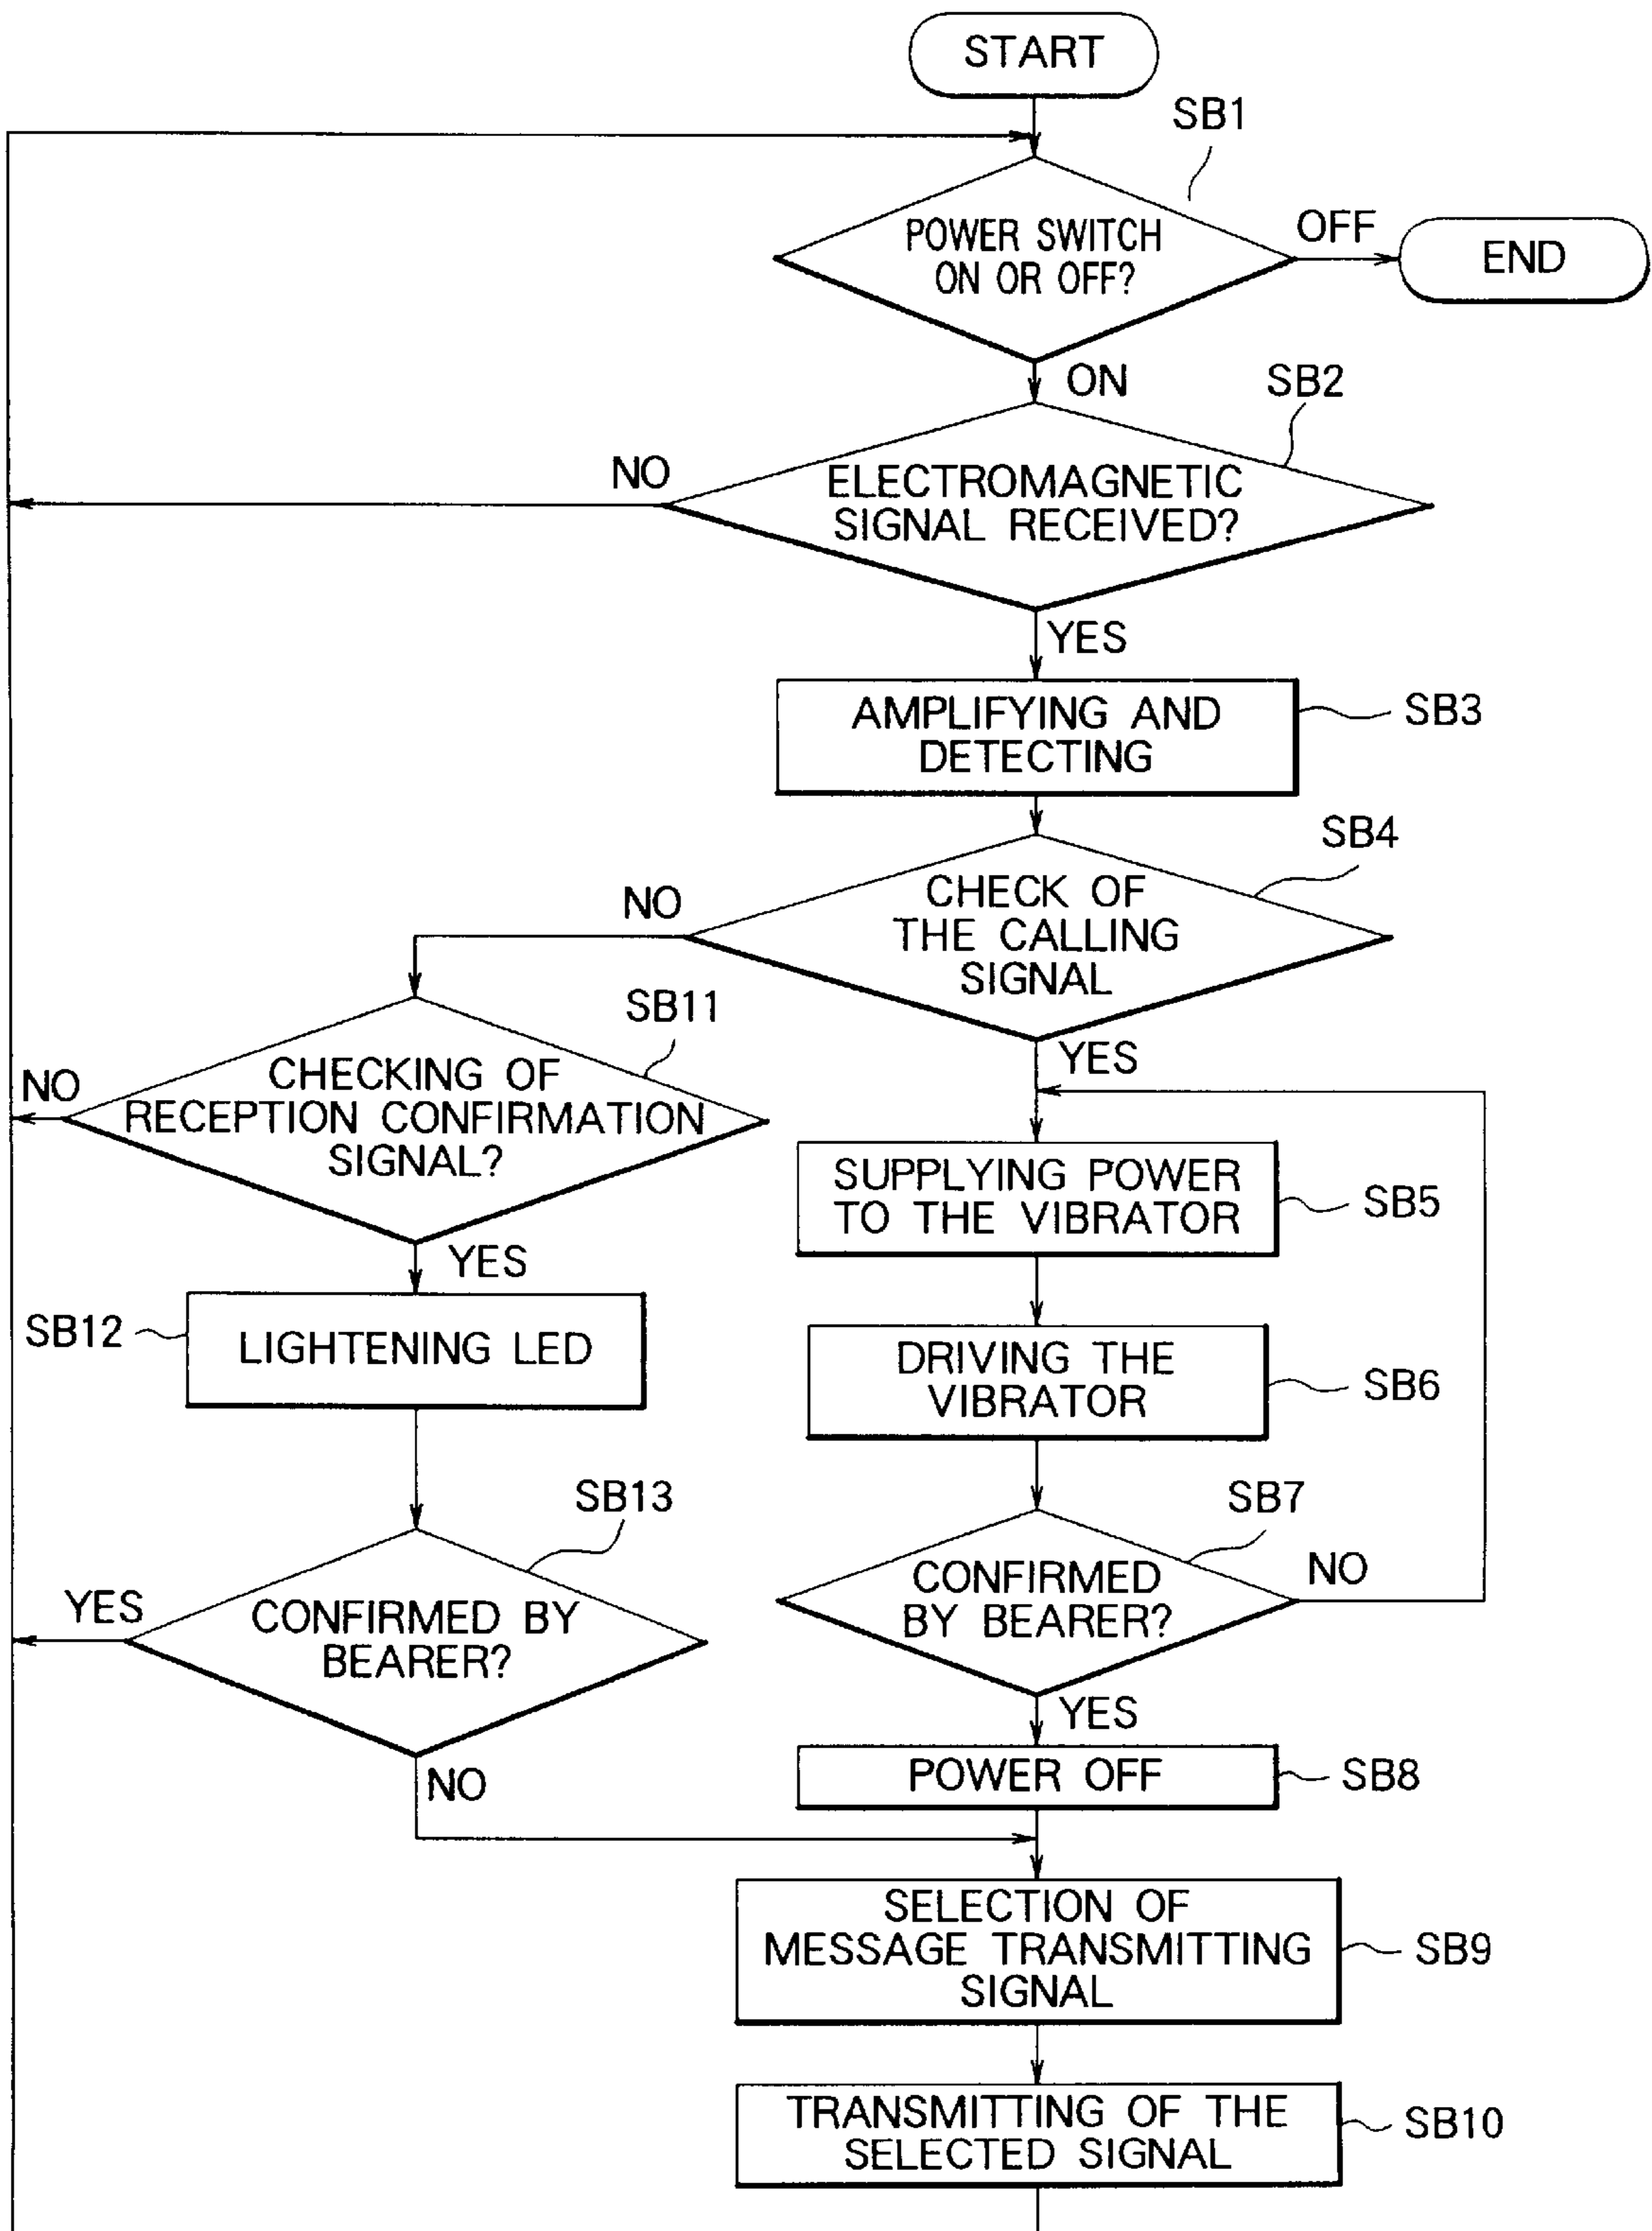 START
SB1
POWER SWITCH
ON OR OFF?
OFF
END
ON
SB2
NO
ELECTROMAGNETIC
SIGNAL RECEIVED?
YES
AMPLIFYING AND
DETECTING
SB3
SB4
NO
CHECK OF
THE CALLING
SIGNAL
YES
SB11
NO
CHECKING OF
RECEPTION CONFIRMATION
SIGNAL?
YES
SUPPLYING POWER
TO THE VIBRATOR
SB5
SB12
LIGHTENING LED
DRIVING THE
VIBRATOR
SB6
SB13
YES
CONFIRMED BY
BEARER?
NO
SB7
CONFIRMED
BY BEARER?
NO
YES
POWER OFF
SB8
SELECTION OF
MESSAGE TRANSMITTING
SIGNAL
SB9
TRANSMITTING OF THE
SELECTED SIGNAL
SB10